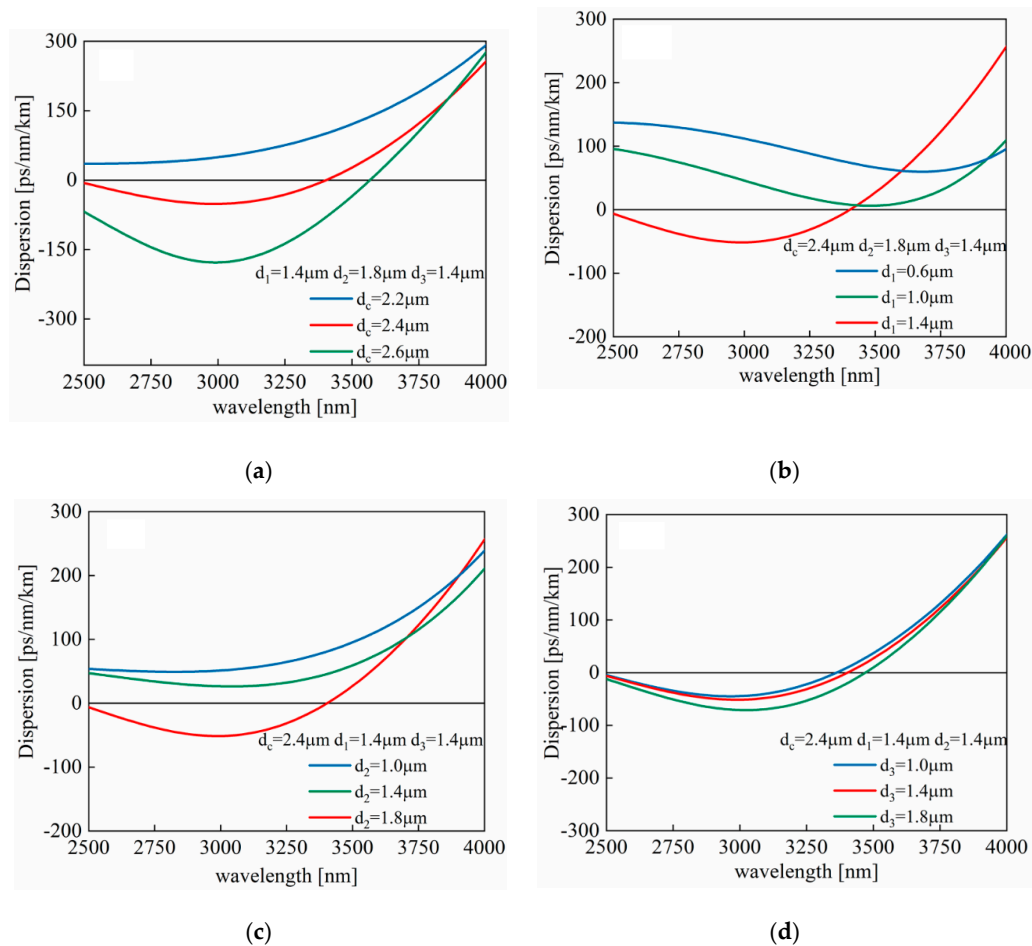 300
150
0
-150
-300
Dispersion [ps/nm/km]
d₁=1.4μm d₂=1.8μm d₃=1.4μm
d_c=2.2μm
d_c=2.4μm
d_c=2.6μm
2500 2750 3000 3250 3500 3750 4000
wavelength [nm]
(a)
300
200
100
0
-100
-200
Dispersion [ps/nm/km]
d_c=2.4μm d₂=1.8μm d₃=1.4μm
d₁=0.6μm
d₁=1.0μm
d₁=1.4μm
2500 2750 3000 3250 3500 3750 4000
wavelength [nm]
(b)
300
200
100
0
-100
-200
Dispersion [ps/nm/km]
d_c=2.4μm d₁=1.4μm d₃=1.4μm
d₂=1.0μm
d₂=1.4μm
d₂=1.8μm
2500 2750 3000 3250 3500 3750 4000
wavelength [nm]
(c)
300
200
100
0
-100
-200
-300
Dispersion [ps/nm/km]
d_c=2.4μm d₁=1.4μm d₂=1.4μm
d₃=1.0μm
d₃=1.4μm
d₃=1.8μm
2500 2750 3000 3250 3500 3750 4000
wavelength [nm]
(d)